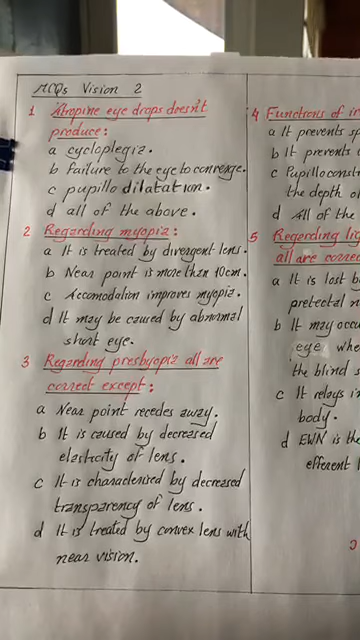 MCQs Vision 2
1 Atropine eye drops doesn't
produce:
a cycloplegia.
b failure to the eye to converge.
c pupillo dilatation.
d all of the above.
2 Regarding myopia:
a It is treated by divergent lens.
b Near point is more than 10cm.
c Accomodation improves myopia.
d It may be caused by abnormal
short eye.
3 Regarding presbyopia all are
correct except:
a Near point recedes away.
b It is caused by decreased
elasticity of lens.
c It is characterised by decreased
transparency of lens.
d It is treated by convex lens with
near vision.
4 Functions of
a It prevents
b It prevents
c Pupilloconst
the depth
d All of the
5 Regarding
all are correc
a It is lost
pretectal
b It may occu
eye whe
the blind
c It relays
body.
d EWN is the
efferent